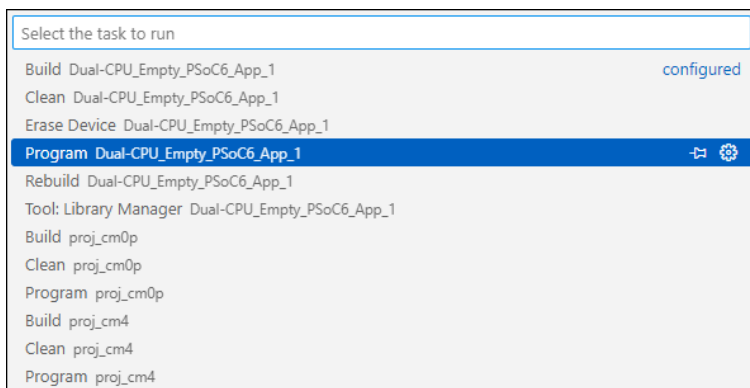 Select the task to run
Build Dual-CPU_Empty_PSoC6_App_1 configured
Clean Dual-CPU_Empty_PSoC6_App_1
Erase Device Dual-CPU_Empty_PSoC6_App_1
Program Dual-CPU_Empty_PSoC6_App_1
Rebuild Dual-CPU_Empty_PSoC6_App_1
Tool: Library Manager Dual-CPU_Empty_PSoC6_App_1
Build proj_cm0p
Clean proj_cm0p
Program proj_cm0p
Build proj_cm4
Clean proj_cm4
Program proj_cm4